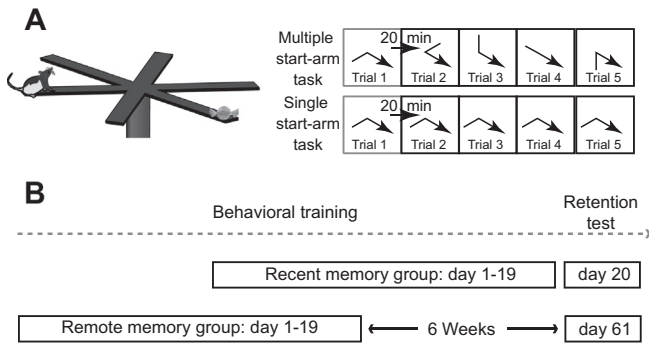 A
Multiple
start-arm
task
20 min
Trial 1 Trial 2 Trial 3 Trial 4 Trial 5
Single
start-arm
task
20 min
Trial 1 Trial 2 Trial 3 Trial 4 Trial 5
B
Behavioral training
Retention
test
Recent memory group: day 1-19
day 20
Remote memory group: day 1-19
6 Weeks
day 61